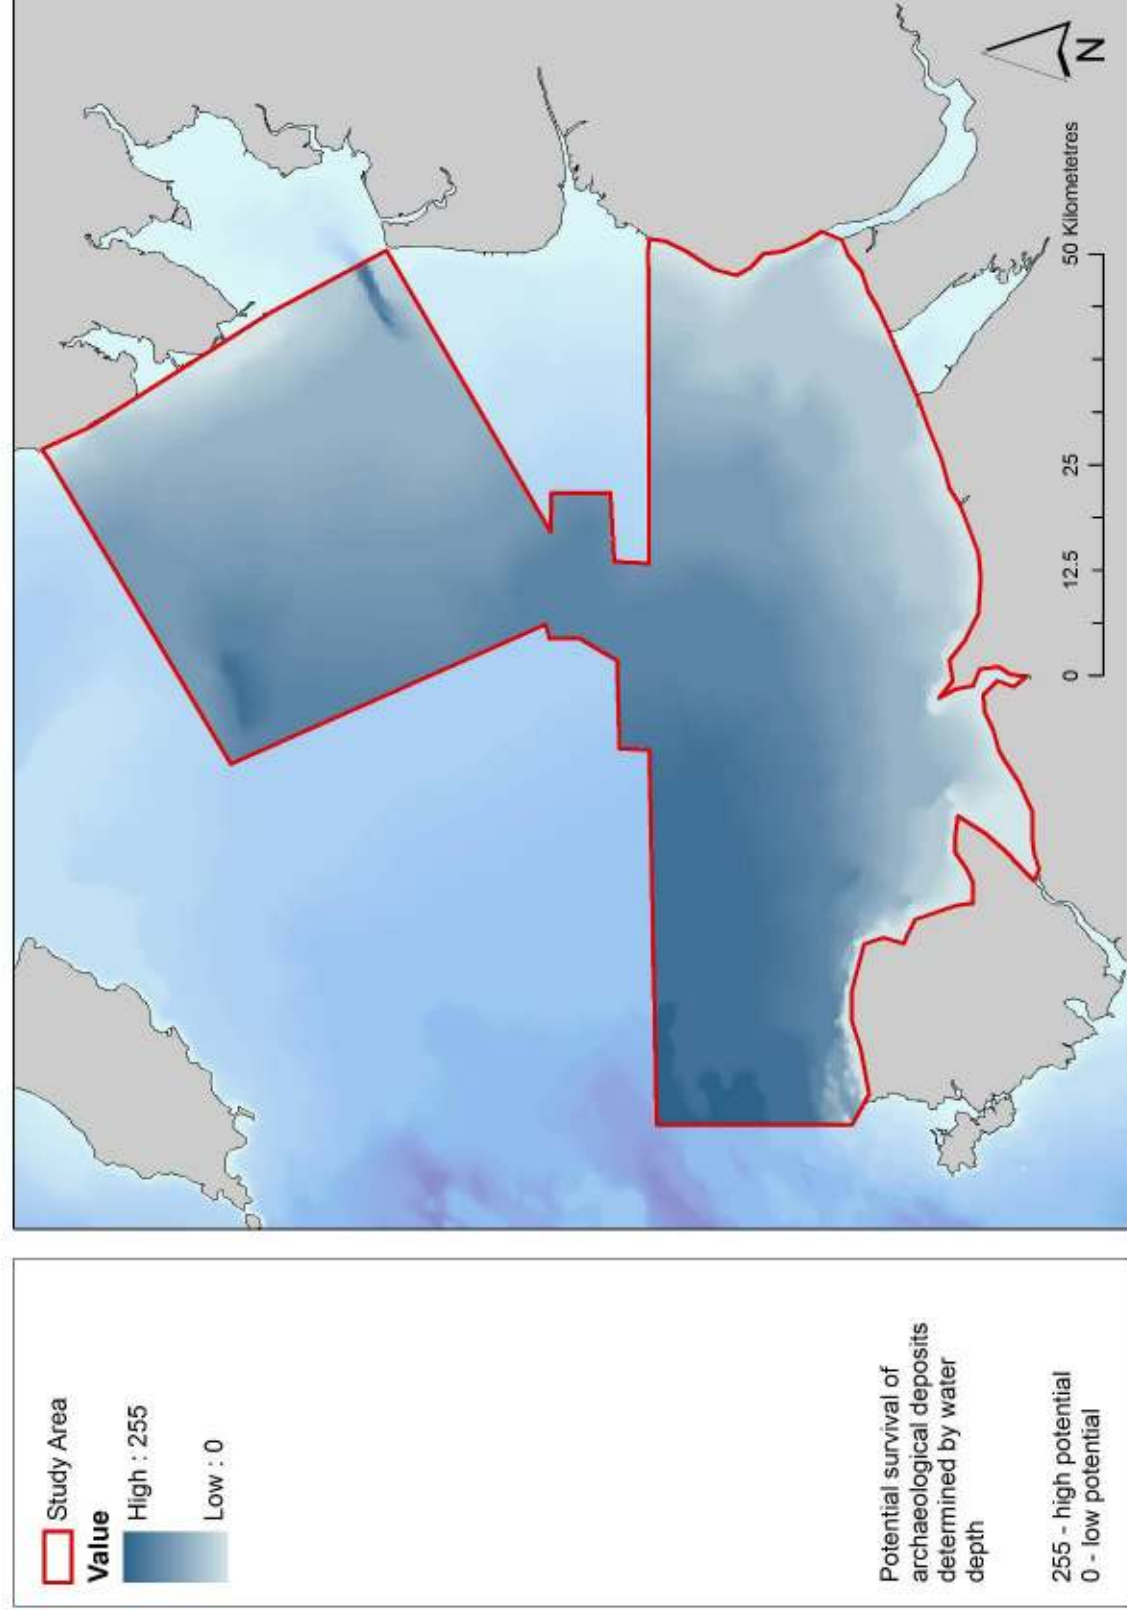 Study Area
Value
High : 255
Low : 0
Potential survival of
archaeological deposits
determined by water
depth
255 - high potential
0 - low potential
0 12.5 25 50 Kilometetres
N